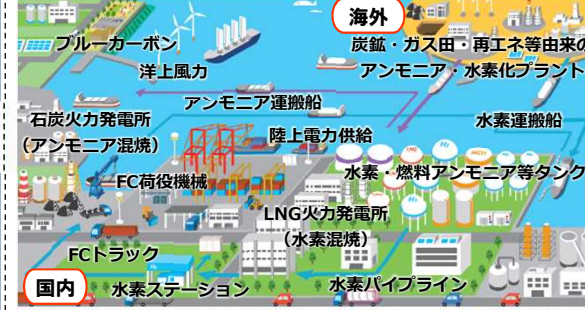 海外
ブルーカーボン
炭鉱・ガス田・再エネ等由来の
アンモニア・水素化プラント
洋上風力
アンモニア運搬船
石炭火力発電所
（アンモニア混焼）
陸上電力供給
水素運搬船
水素・燃料アンモニア等タンク
FC荷役機械
LNG火力発電所
（水素混焼）
FCトラック
国内
水素ステーション
水素パイプライン